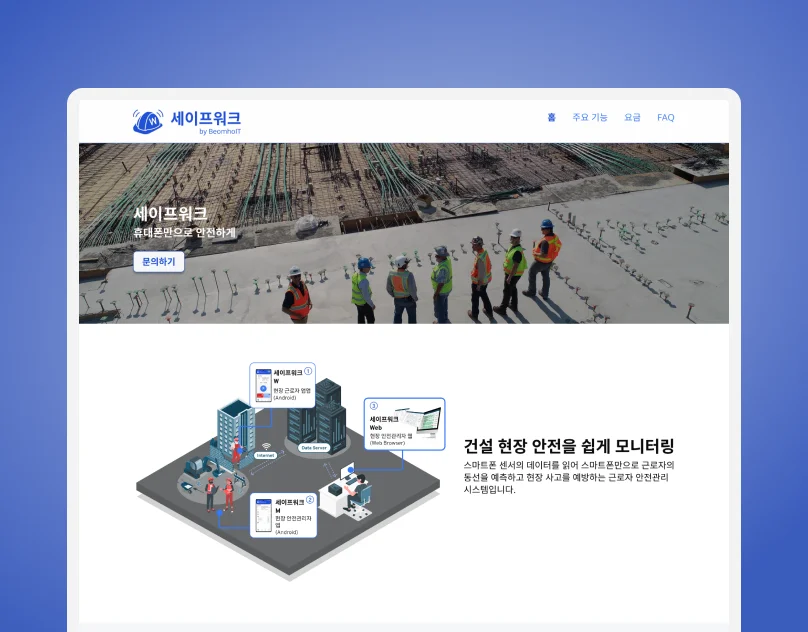 세이프워크
by BeomhoIT
홈 주요 기능 요금 FAQ
세이프워크
휴대폰만으로 안전하게
문의하기
세이프워크 ①
W
현장 근로자 앱앱
(Android)
③
세이프워크
Web
현장 안전관리자 웹
(Web Browser)
Internet
Data Server
세이프워크 ②
M
현장 안전관리자
앱
(Android)
건설 현장 안전을 쉽게 모니터링
스마트폰 센서의 데이터를 읽어 스마트폰만으로 근로자의
동선을 예측하고 현장 사고를 예방하는 근로자 안전관리
시스템입니다.